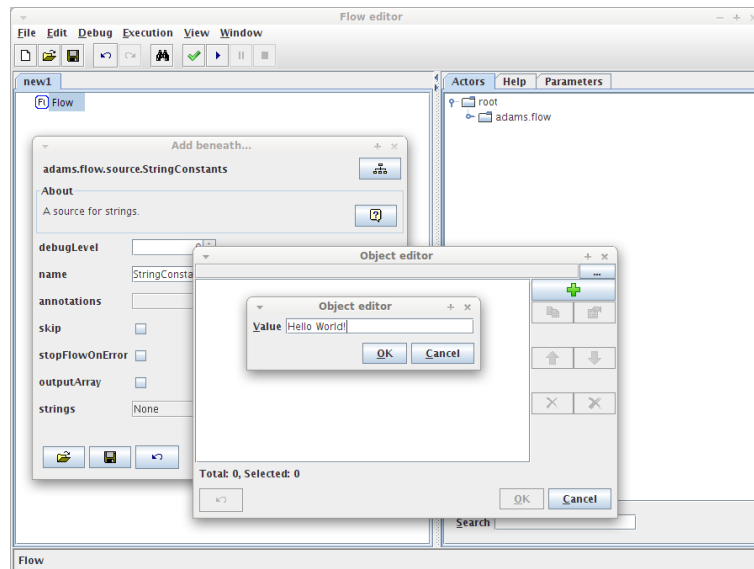 Flow editor
File Edit Debug Execution View Window
new1
Flow
Actors Help Parameters
root
adams.flow
Add beneath...
adams.flow.source.StringConstants
About
A source for strings.
debugLevel
name StringConsta
annotations
skip
stopFlowOnError
outputArray
strings None
Object editor
...
Object editor
Value Hello World!
OK Cancel
Total: 0, Selected: 0
OK Cancel
Search
Flow